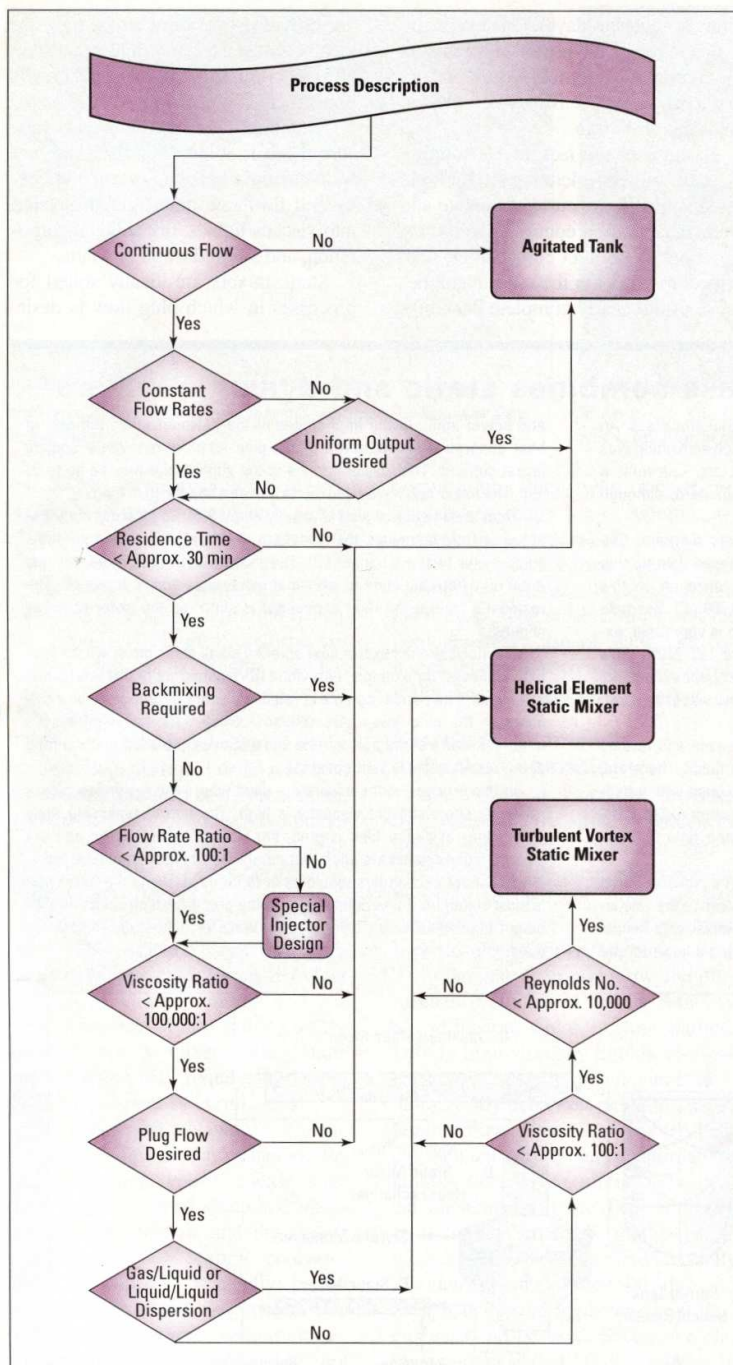 Process Description
Continuous Flow
No
Agitated Tank
Yes
Constant
Flow Rates
No
Uniform Output
Desired
Yes
Yes
No
Residence Time
< Approx. 30 min
No
Yes
Backmixing
Required
Yes
Helical Element
Static Mixer
No
Flow Rate Ratio
< Approx. 100:1
No
Special
Injector
Design
Yes
Turbulent Vortex
Static Mixer
Yes
Viscosity Ratio
< Approx.
100,000:1
No
No
Reynolds No.
< Approx. 10,000
Yes
Yes
Plug Flow
Desired
No
No
Viscosity Ratio
< Approx. 100:1
Yes
Yes
Gas/Liquid or
Liquid/Liquid
Dispersion
Yes
No